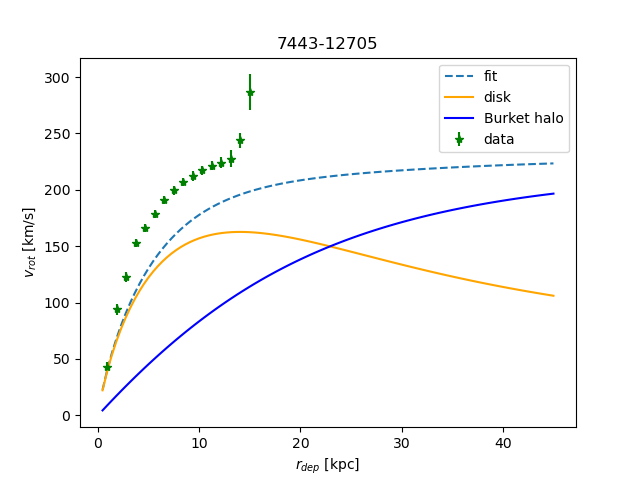 7443-12705
300
250
200
150
100
50
0
v_rot [km/s]
fit
disk
Burket halo
data
0 10 20 30 40
r_dep [kpc]